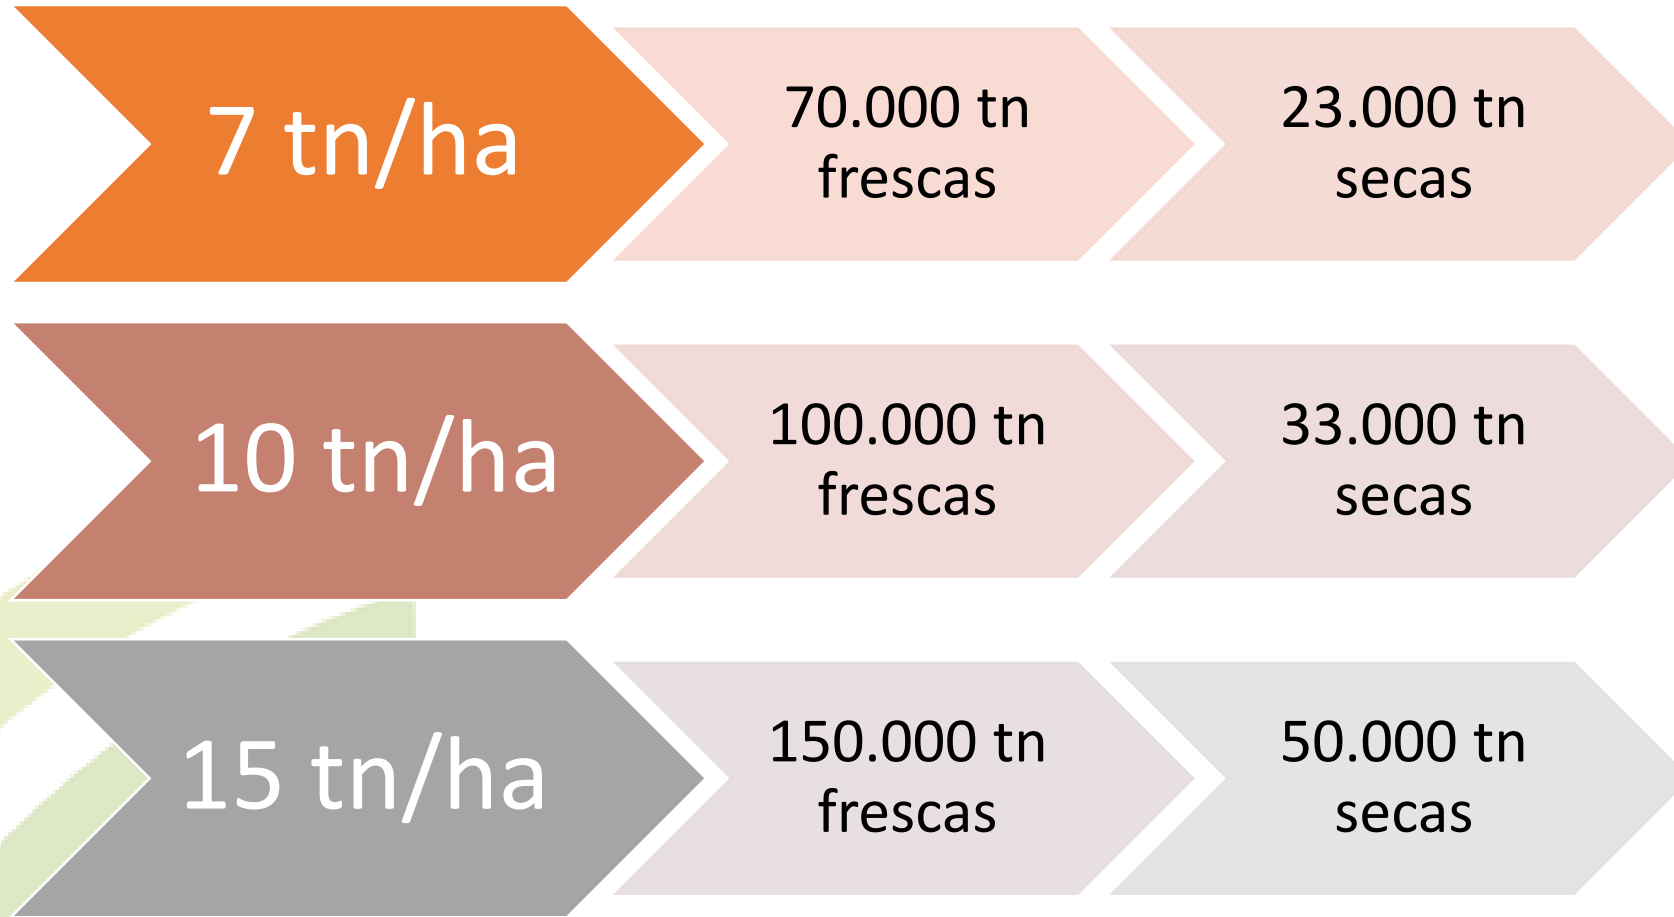 7 tn/ha
70.000 tn
frescas
23.000 tn
secas
10 tn/ha
100.000 tn
frescas
33.000 tn
secas
15 tn/ha
150.000 tn
frescas
50.000 tn
secas